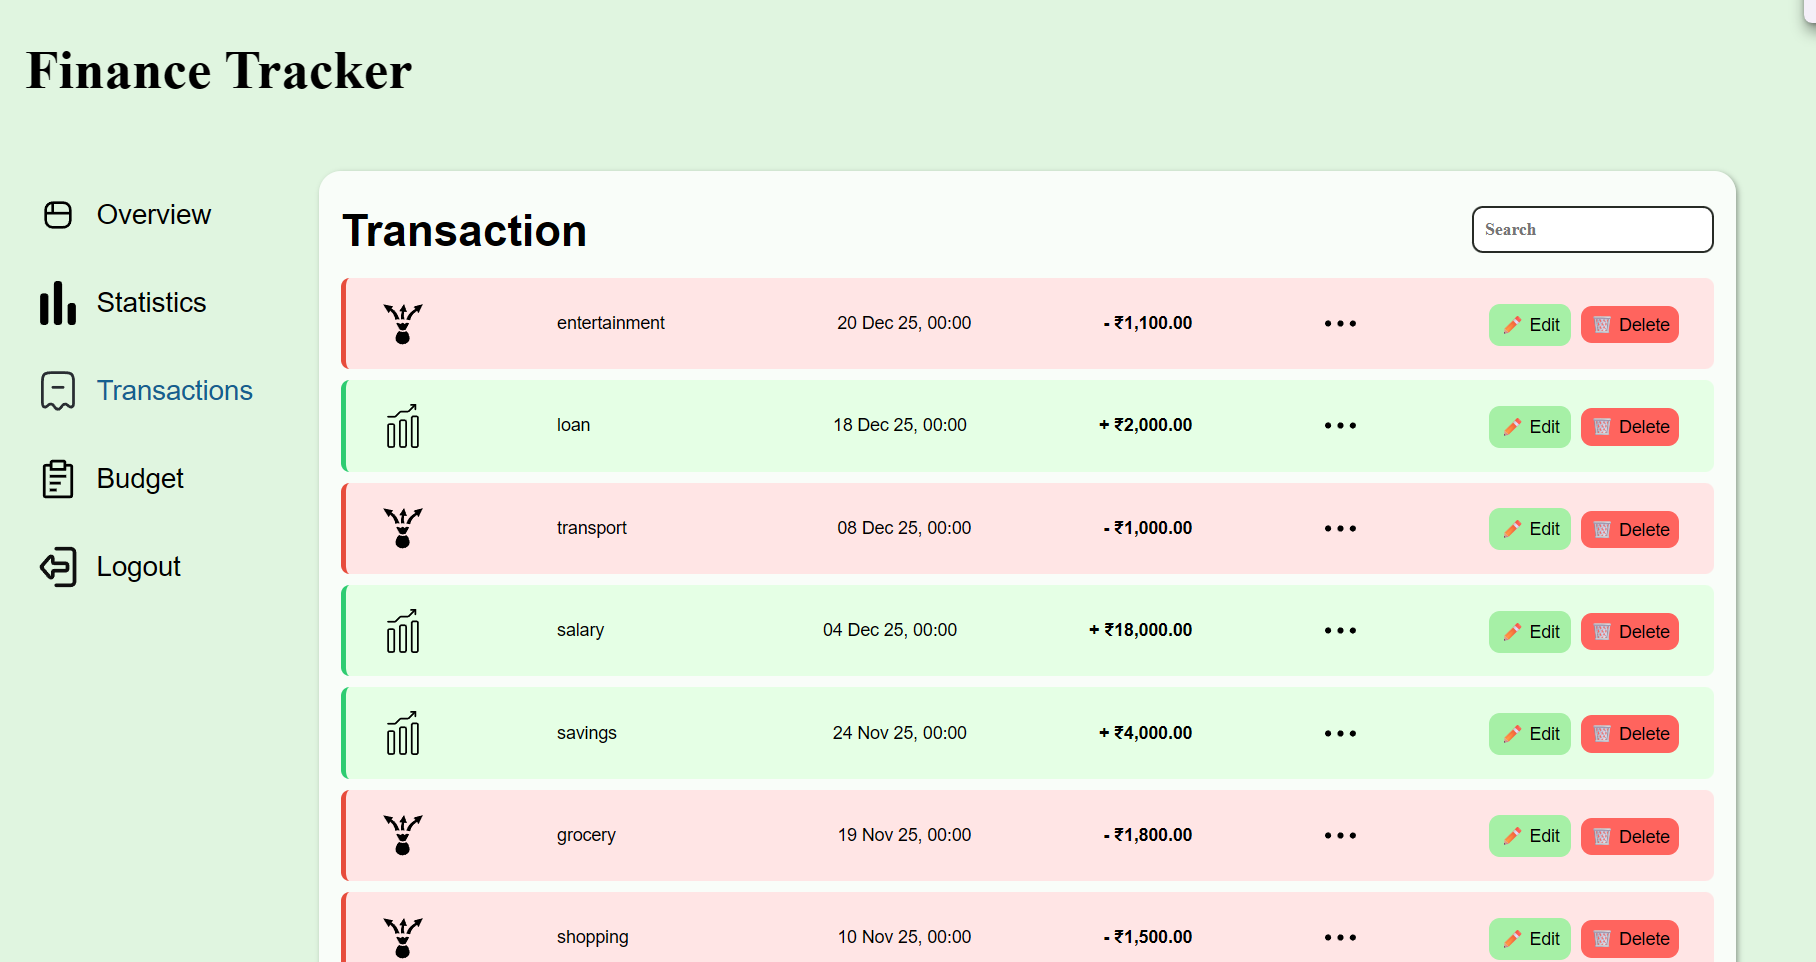 Finance Tracker
Overview
Statistics
Transactions
Budget
Logout
Transaction
Search
entertainment 20 Dec 25, 00:00 - ₹1,100.00 ••• Edit Delete
loan 18 Dec 25, 00:00 + ₹2,000.00 ••• Edit Delete
transport 08 Dec 25, 00:00 - ₹1,000.00 ••• Edit Delete
salary 04 Dec 25, 00:00 + ₹18,000.00 ••• Edit Delete
savings 24 Nov 25, 00:00 + ₹4,000.00 ••• Edit Delete
grocery 19 Nov 25, 00:00 - ₹1,800.00 ••• Edit Delete
shopping 10 Nov 25, 00:00 - ₹1,500.00 ••• Edit Delete